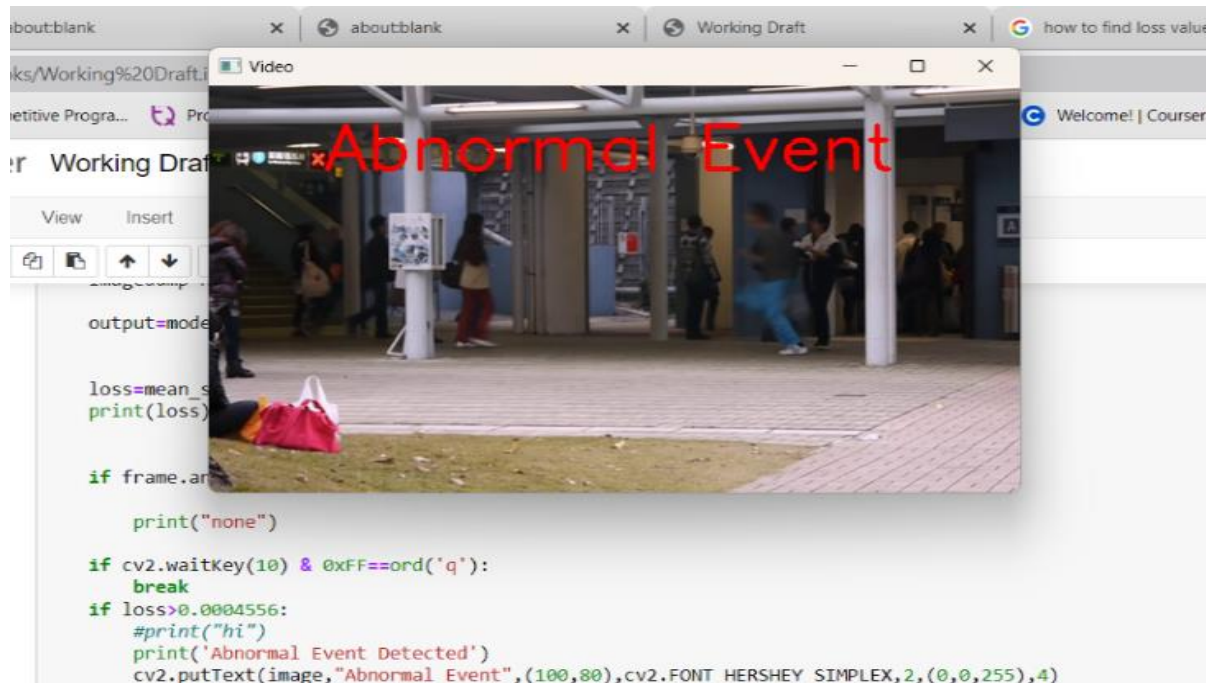 about:blank about:blank Working Draft how to find loss value
Video
ks/Working%20Draft.i
etitive Progra... Welcome! | Courser
Working Draf
Abnormal Event
View Insert
output=mode
loss=mean_s
print(loss)
if frame.ar
print("none")
if cv2.waitKey(10) & 0xFF==ord('q'):
break
if loss>0.0004556:
#print("hi")
print('Abnormal Event Detected')
cv2.putText(image,"Abnormal Event",(100,80),cv2.FONT_HERSHEY_SIMPLEX,2,(0,0,255),4)